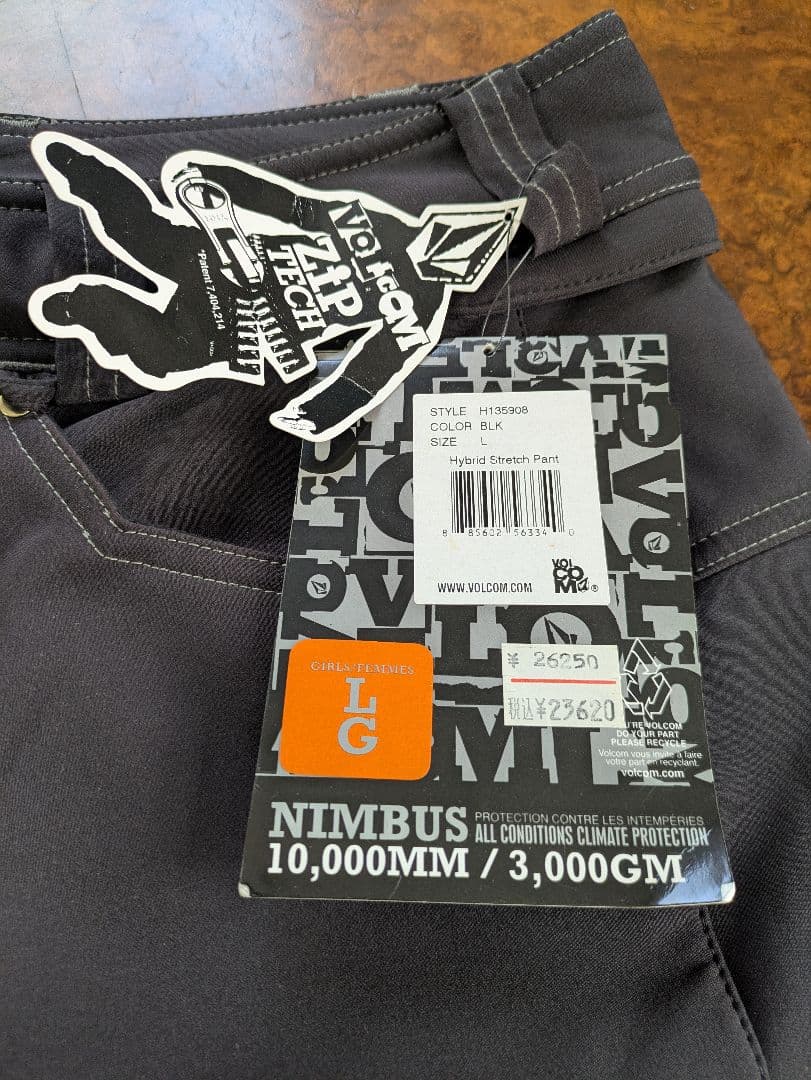 Volcom
ZIP
TECH
*Patent 7,404,214
STYLE H135908
COLOR BLK
SIZE L
Hybrid Stretch Pant
8 85602 56334 0
WWW.VOLCOM.COM
VOL
COM®
GIRLS/FEMMES
L
G
¥ 26250
税込¥23620
YOU'RE VOLCOM
DO YOUR PART
PLEASE RECYCLE
Volcom vous invite à faire
votre part en recyclant.
volcom.com
NIMBUS
PROTECTION CONTRE LES INTEMPÉRIES
ALL CONDITIONS CLIMATE PROTECTION
10,000MM / 3,000GM